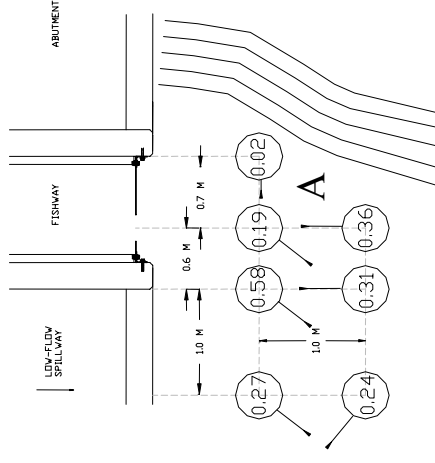 ABUTMENT
FISHWAY
LOW-FLOW
SPILLWAY
0.7 M
0.6 M
1.0 M
1.0 M
0.02
0.19
0.58
0.27
A
0.36
0.31
0.24